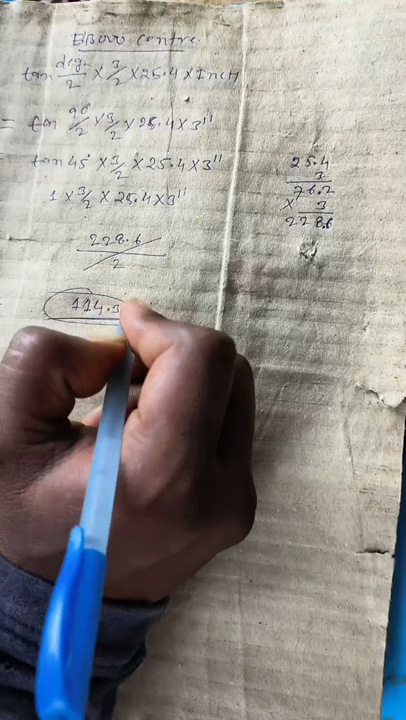 Elbow centre
tan deg./2 × 3/2 × 25.4 × Inch
= tan 90/2 × 3/2 × 25.4 × 3"
tan 45° × 3/2 × 25.4 × 3"
1 × 3/2 × 25.4 × 3"
228.6
2
114.3
25.4
3
76.2
× 3
228.6